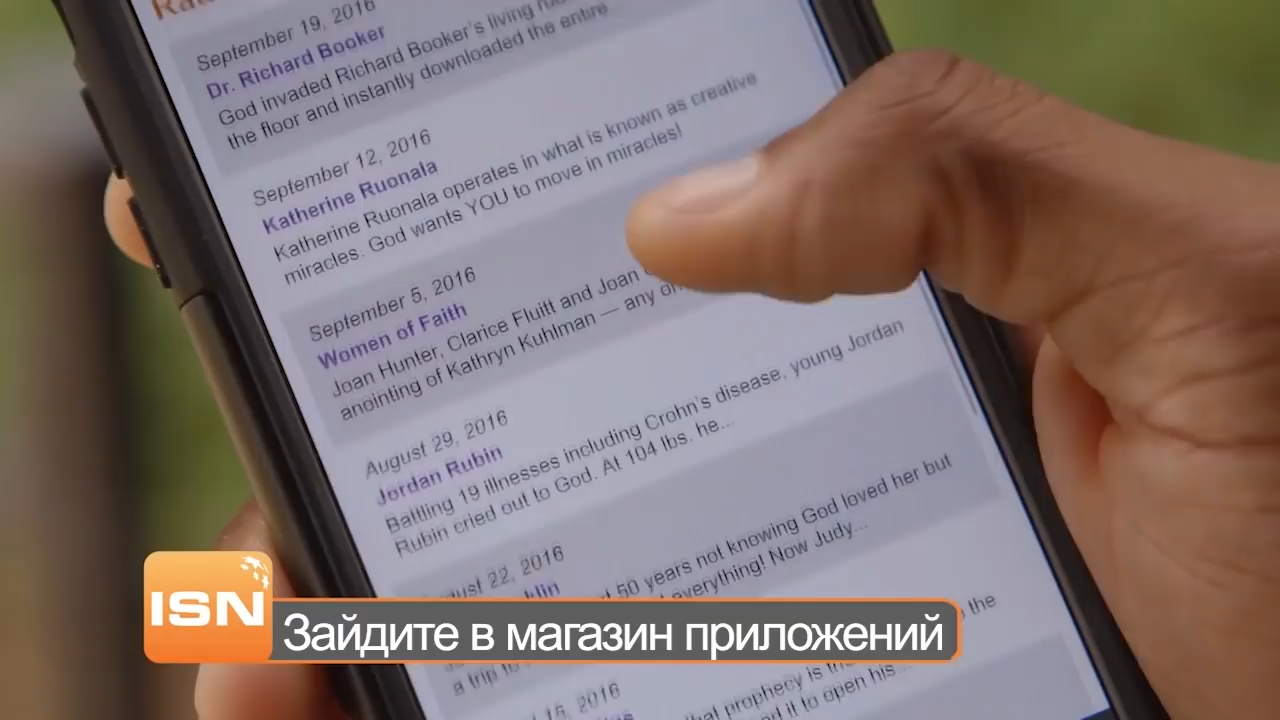 September 19, 2016
Dr. Richard Booker
God invaded Richard Booker's living
the floor and instantly downloaded the entire
September 12, 2016
Katherine Ruonala
Katherine Ruonala operates in what is known as creative
miracles. God wants YOU to move in miracles!
September 5, 2016
Women of Faith
Joan Hunter, Clarice Fluitt and Joan
anointing of Kathryn Kuhlman — any
August 29, 2016
Jordan Rubin
Battling 19 illnesses including Crohn's disease, young Jordan
Rubin cried out to God. At 104 lbs. he...
22, 2016
50 years not knowing God loved her but
everything! Now Judy...
the
a trip to
15, 2016
that prophecy is
it to open his...
ISN
Зайдите в магазин приложений